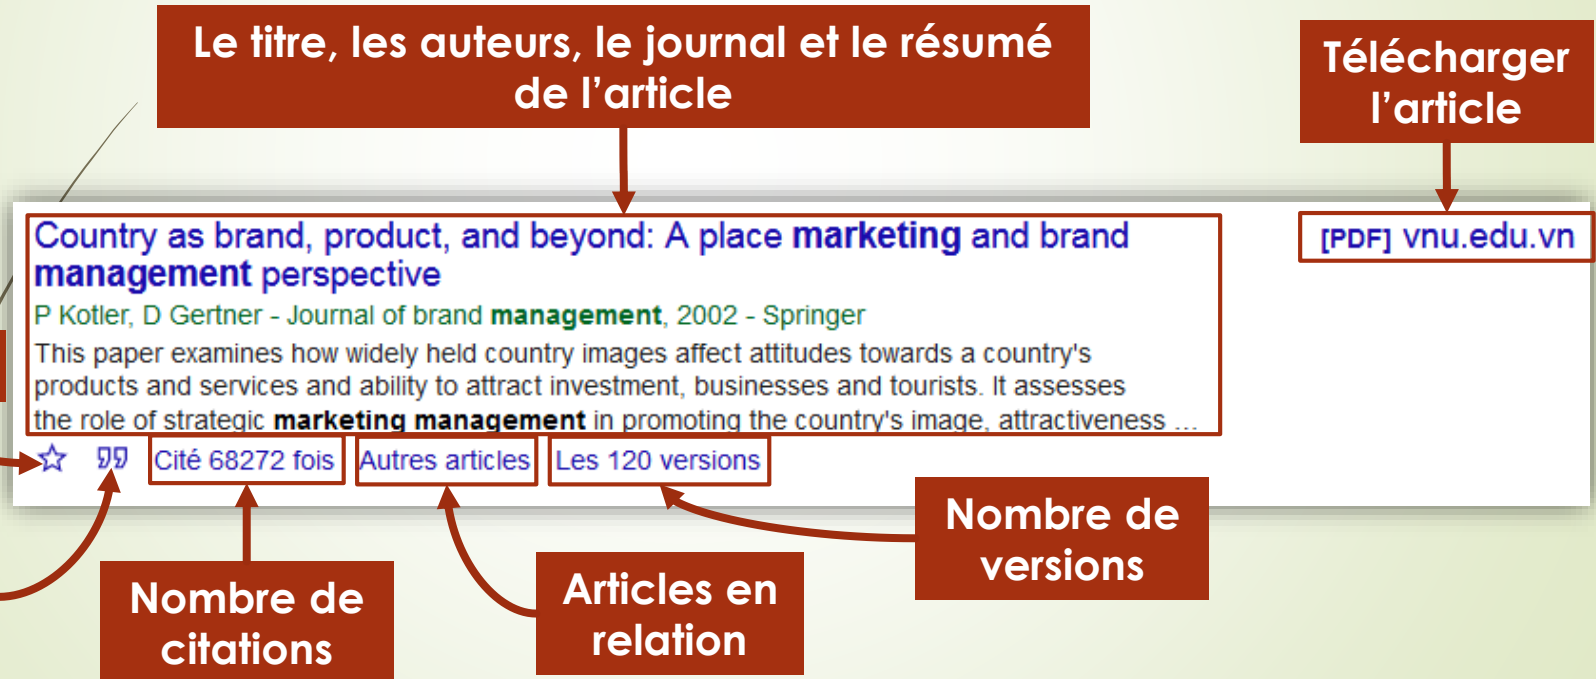 Le titre, les auteurs, le journal et le résumé
de l'article
Télécharger
l'article
Country as brand, product, and beyond: A place marketing and brand
management perspective
[PDF] vnu.edu.vn
P Kotler, D Gertner - Journal of brand management, 2002 - Springer
This paper examines how widely held country images affect attitudes towards a country's
products and services and ability to attract investment, businesses and tourists. It assesses
the role of strategic marketing management in promoting the country's image, attractiveness ...
Cité 68272 fois
Autres articles
Les 120 versions
Nombre de
citations
Articles en
relation
Nombre de
versions